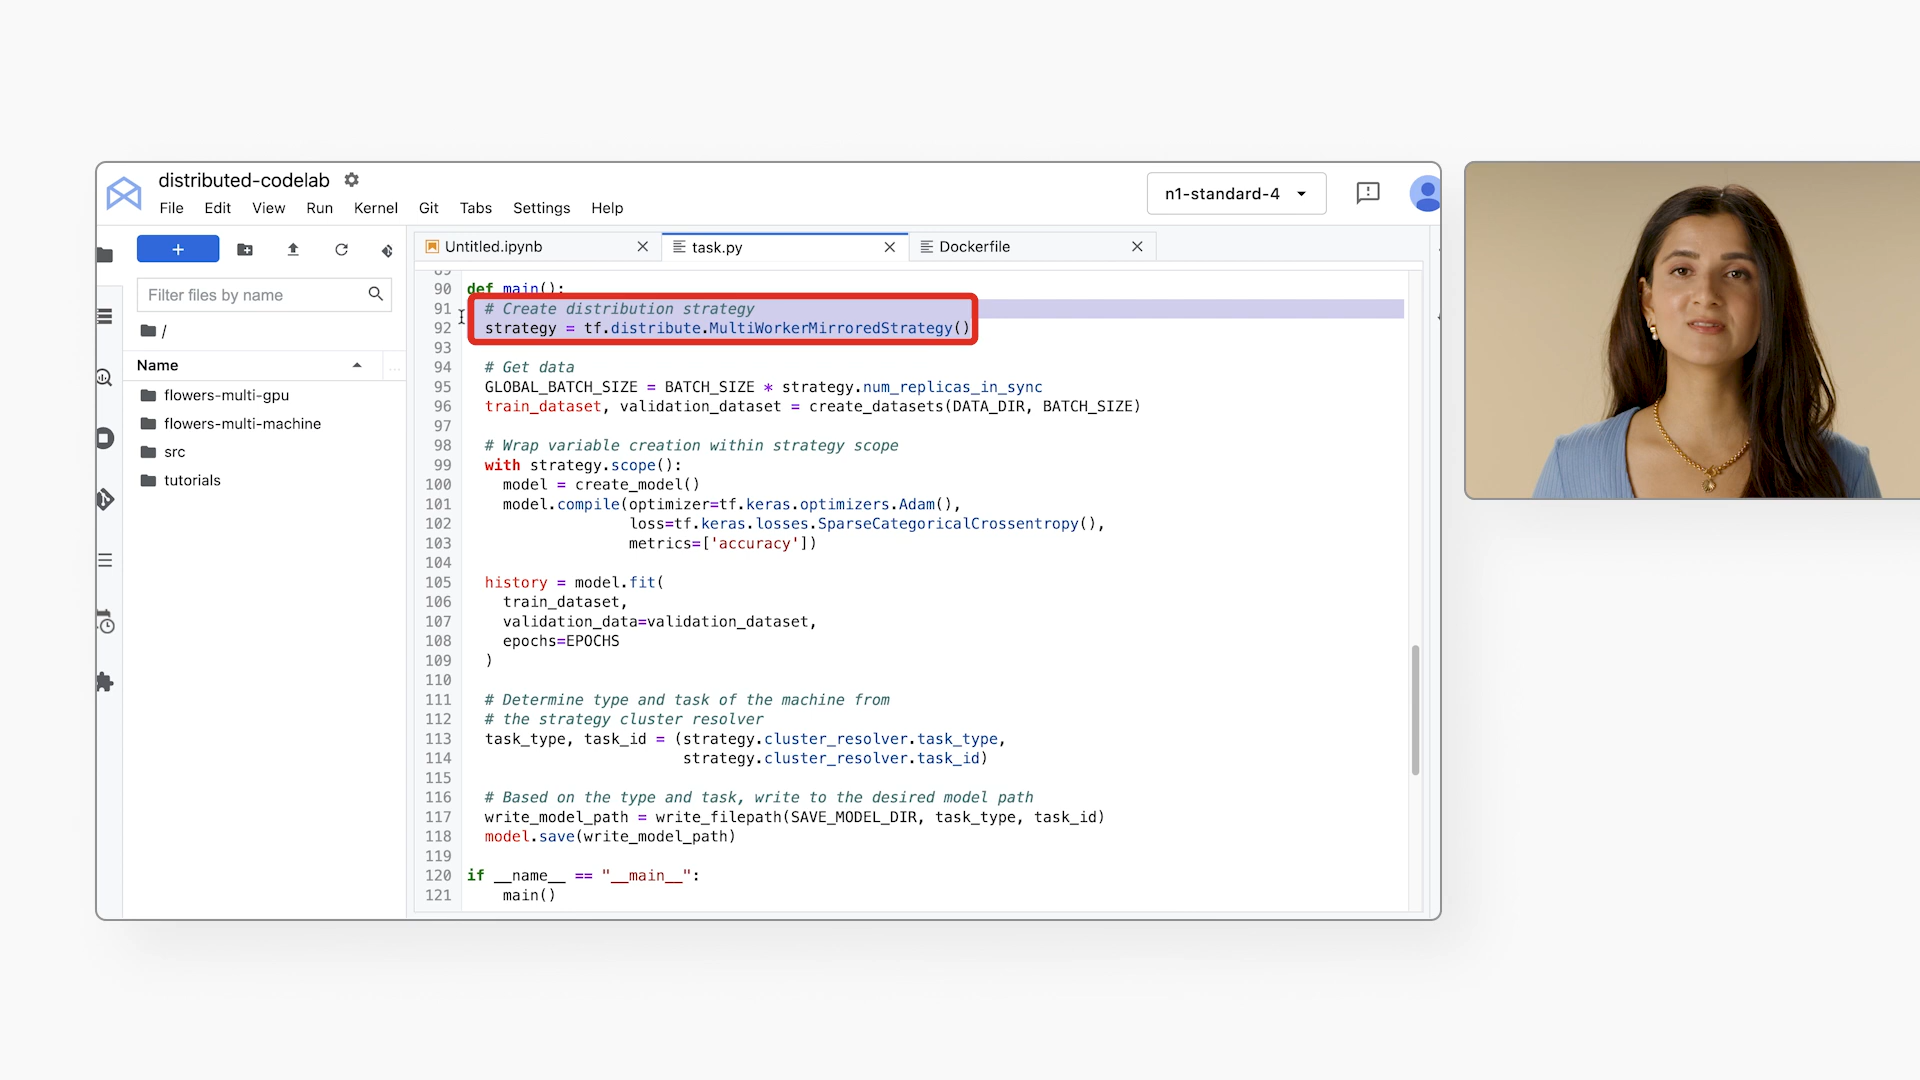 distributed-codelab
File Edit View Run Kernel Git Tabs Settings Help
n1-standard-4
+
Filter files by name
/
Name
flowers-multi-gpu
flowers-multi-machine
src
tutorials
Untitled.ipynb
task.py
Dockerfile
89
90 def main():
91 # Create distribution strategy
92 strategy = tf.distribute.MultiWorkerMirroredStrategy()
93
94 # Get data
95 GLOBAL_BATCH_SIZE = BATCH_SIZE * strategy.num_replicas_in_sync
96 train_dataset, validation_dataset = create_datasets(DATA_DIR, BATCH_SIZE)
97
98 # Wrap variable creation within strategy scope
99 with strategy.scope():
100 model = create_model()
101 model.compile(optimizer=tf.keras.optimizers.Adam(),
102 loss=tf.keras.losses.SparseCategoricalCrossentropy(),
103 metrics=['accuracy'])
104
105 history = model.fit(
106 train_dataset,
107 validation_data=validation_dataset,
108 epochs=EPOCHS
109 )
110
111 # Determine type and task of the machine from
112 # the strategy cluster resolver
113 task_type, task_id = (strategy.cluster_resolver.task_type,
114 strategy.cluster_resolver.task_id)
115
116 # Based on the type and task, write to the desired model path
117 write_model_path = write_filepath(SAVE_MODEL_DIR, task_type, task_id)
118 model.save(write_model_path)
119
120 if __name__ == "__main__":
121 main()